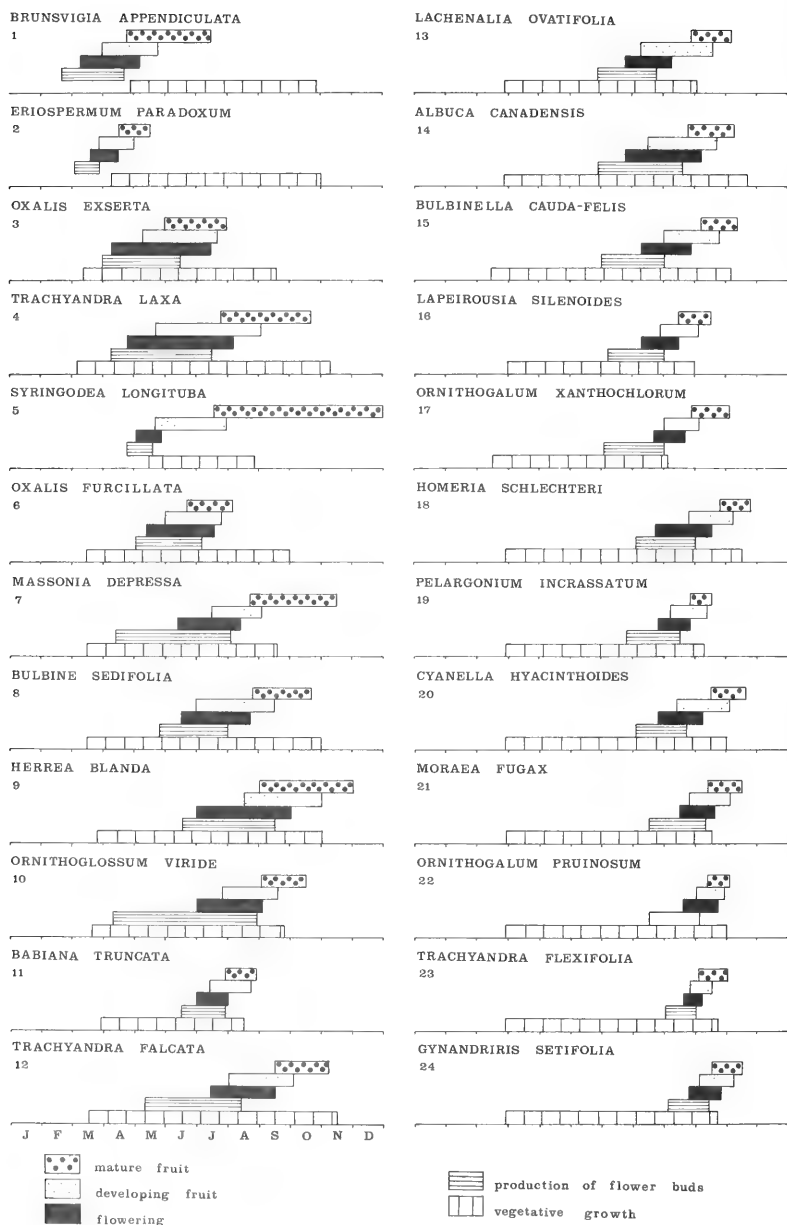 BRUNSVIGIA APPENDICULATA
1
ERIOSPERMUM PARADOXUM
2
OXALIS EXSERTA
3
TRACHYANDRA LAXA
4
SYRINGODEA LONGITUBA
5
OXALIS FURCILLATA
6
MASSONIA DEPRESSA
7
BULBINE SEDIFOLIA
8
HERREA BLANDA
9
ORNITHOGLOSSUM VIRIDE
10
BABIANA TRUNCATA
11
TRACHYANDRA FALCATA
12
J F M A M J J A S O N D
mature fruit
developing fruit
flowering
LACHENALIA OVATIFOLIA
13
ALBUCA CANADENSIS
14
BULBINELLA CAUDA-FELIS
15
LAPEIROUSIA SILENOIDES
16
ORNITHOGALUM XANTHOCHLORUM
17
HOMERIA SCHLECHTERI
18
PELARGONIUM INCRASSATUM
19
CYANELLA HYACINTHOIDES
20
MORAEA FUGAX
21
ORNITHOGALUM PRUINOSUM
22
TRACHYANDRA FLEXIFOLIA
23
GYNANDRIRIS SETIFOLIA
24
production of flower buds
vegetative growth